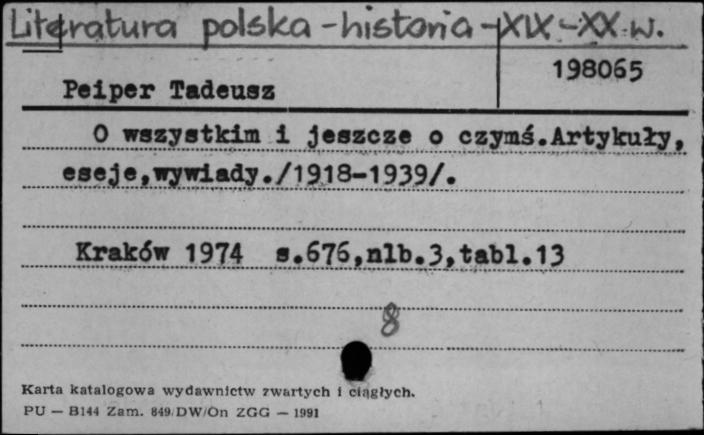 Literatura polska - historia - XIX - XX w.
198065
Peiper Tadeusz
O wszystkim i jeszcze o czymś.Artykuły,
eseje,wywiady./1918-1939/.
Kraków 1974 s.676,nlb.3,tabl.13
8
Karta katalogowa wydawnictw zwartych i ciągłych.
PU — B144 Zam. 849/DW/On ZGG — 1991